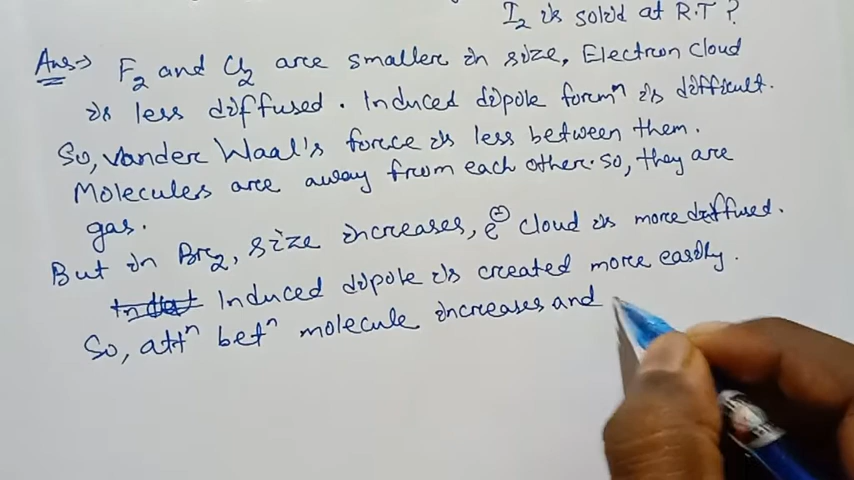 I₂ is solid at R.T ?
Ans→ F₂ and Cl₂ are smaller in size, Electron cloud
is less diffused. Induced dipole formⁿ is difficult.
So, vander Waal's force is less between them.
Molecules are away from each other. so, they are
gas.
But in Br₂, size increases, e⊖ cloud is more diffused.
Induced dipole is created more easily.
So, attⁿ betⁿ molecule increases and